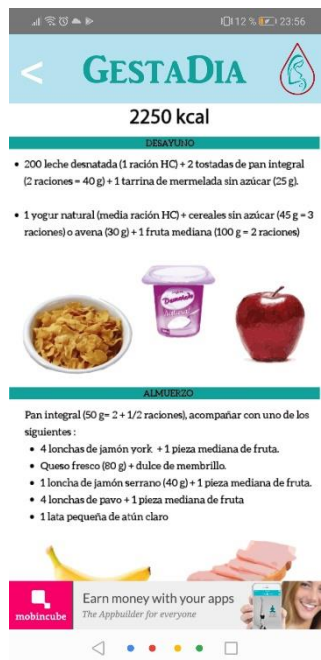 12 % 23:56
GESTADIA
2250 kcal
DESAYUNO
• 200 leche desnatada (1 ración HC) + 2 tostadas de pan integral
(2 raciones = 40 g) + 1 tarrina de mermelada sin azúcar (25 g).
• 1 yogur natural (media ración HC) + cereales sin azúcar (45 g = 3
raciones) o avena (30 g) + 1 fruta mediana (100 g = 2 raciones)
ALMUERZO
Pan integral (50 g= 2 + 1/2 raciones), acompañar con uno de los
siguientes :
• 4 lonchas de jamón york + 1 pieza mediana de fruta.
• Queso fresco (80 g) + dulce de membrillo.
• 1 loncha de jamón serrano (40 g) + 1 pieza mediana de fruta.
• 4 lonchas de pavo + 1 pieza mediana de fruta
• 1 lata pequeña de atún claro
mobincube
Earn money with your apps
The Appbuilder for everyone